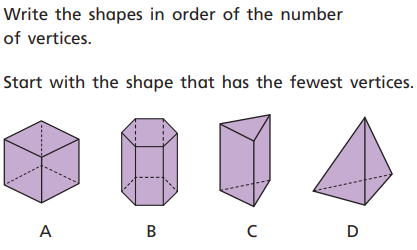 Write the shapes in order of the number
of vertices.
Start with the shape that has the fewest vertices.
A B C D